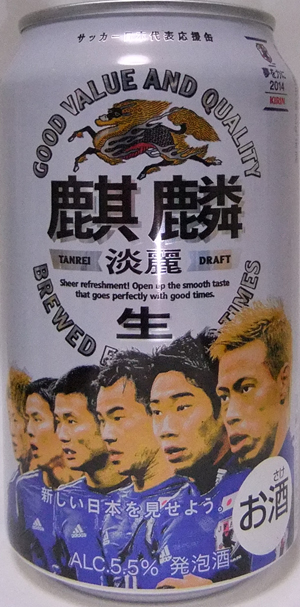 サッカー日本代表応援缶
GOOD VALUE AND QUALITY
2014
KIRIN
麒麟
TANREI 淡麗 DRAFT
Sheer refreshment! Open up the smooth taste
that goes perfectly with good times.
生
BREWED TIMES
新しい日本を見せよう。
さけ
お酒
ALC.5.5% 発泡酒